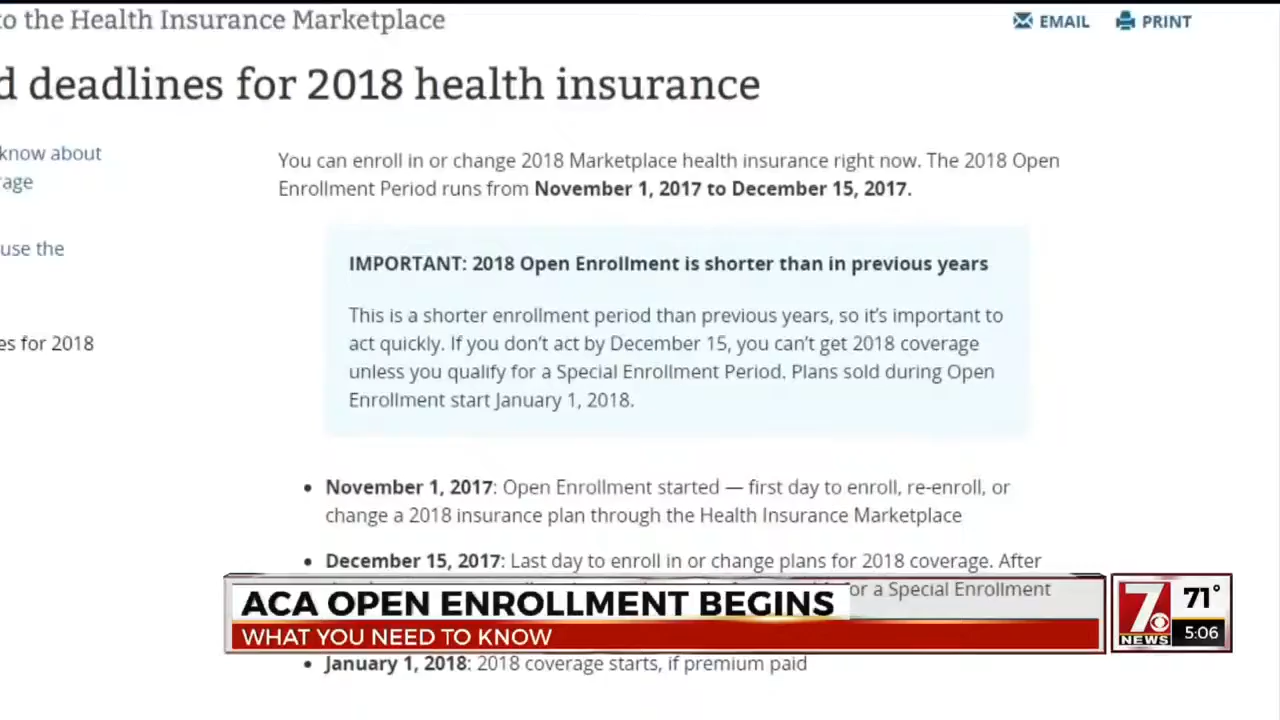 to the Health Insurance Marketplace
EMAIL PRINT
d deadlines for 2018 health insurance
know about
rage
use the
es for 2018
You can enroll in or change 2018 Marketplace health insurance right now. The 2018 Open
Enrollment Period runs from November 1, 2017 to December 15, 2017.
IMPORTANT: 2018 Open Enrollment is shorter than in previous years
This is a shorter enrollment period than previous years, so it's important to
act quickly. If you don't act by December 15, you can't get 2018 coverage
unless you qualify for a Special Enrollment Period. Plans sold during Open
Enrollment start January 1, 2018.
• November 1, 2017: Open Enrollment started — first day to enroll, re-enroll, or
change a 2018 insurance plan through the Health Insurance Marketplace
• December 15, 2017: Last day to enroll in or change plans for 2018 coverage. After
for a Special Enrollment
ACA OPEN ENROLLMENT BEGINS
WHAT YOU NEED TO KNOW
7 NEWS
71°
5:06
• January 1, 2018: 2018 coverage starts, if premium paid